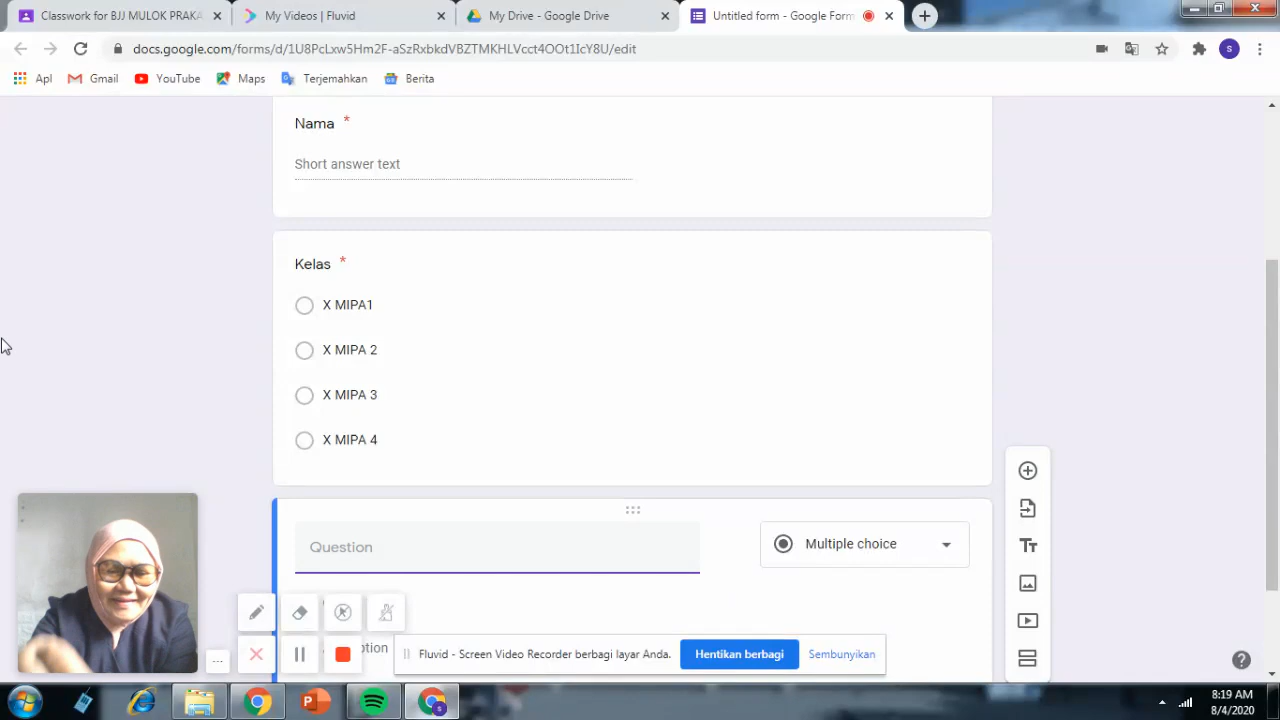 Classwork for BJJ MULOK PRAKA
My Videos | Fluvid
My Drive - Google Drive
Untitled form - Google Form
docs.google.com/forms/d/1U8PcLxw5Hm2F-aSzRxbkdVBZTMKHLVcct4OOt1IcY8U/edit
S
Apl
Gmail
YouTube
Maps
Terjemahkan
Berita
Nama *
Short answer text
Kelas *
X MIPA1
X MIPA 2
X MIPA 3
X MIPA 4
Question
Multiple choice
Fluvid - Screen Video Recorder berbagi layar Anda.
Hentikan berbagi
Sembunyikan
8:19 AM
8/4/2020